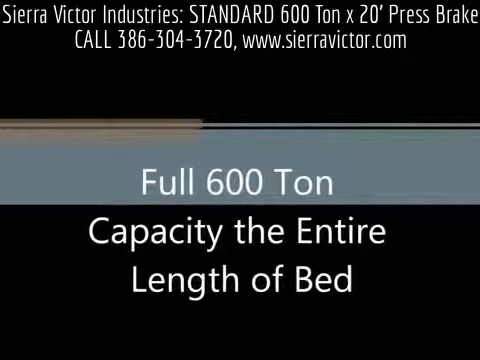 Sierra Victor Industries: STANDARD 600 Ton x 20' Press Brake
CALL 386-304-3720, www.sierravictor.com
Full 600 Ton
Capacity the Entire
Length of Bed